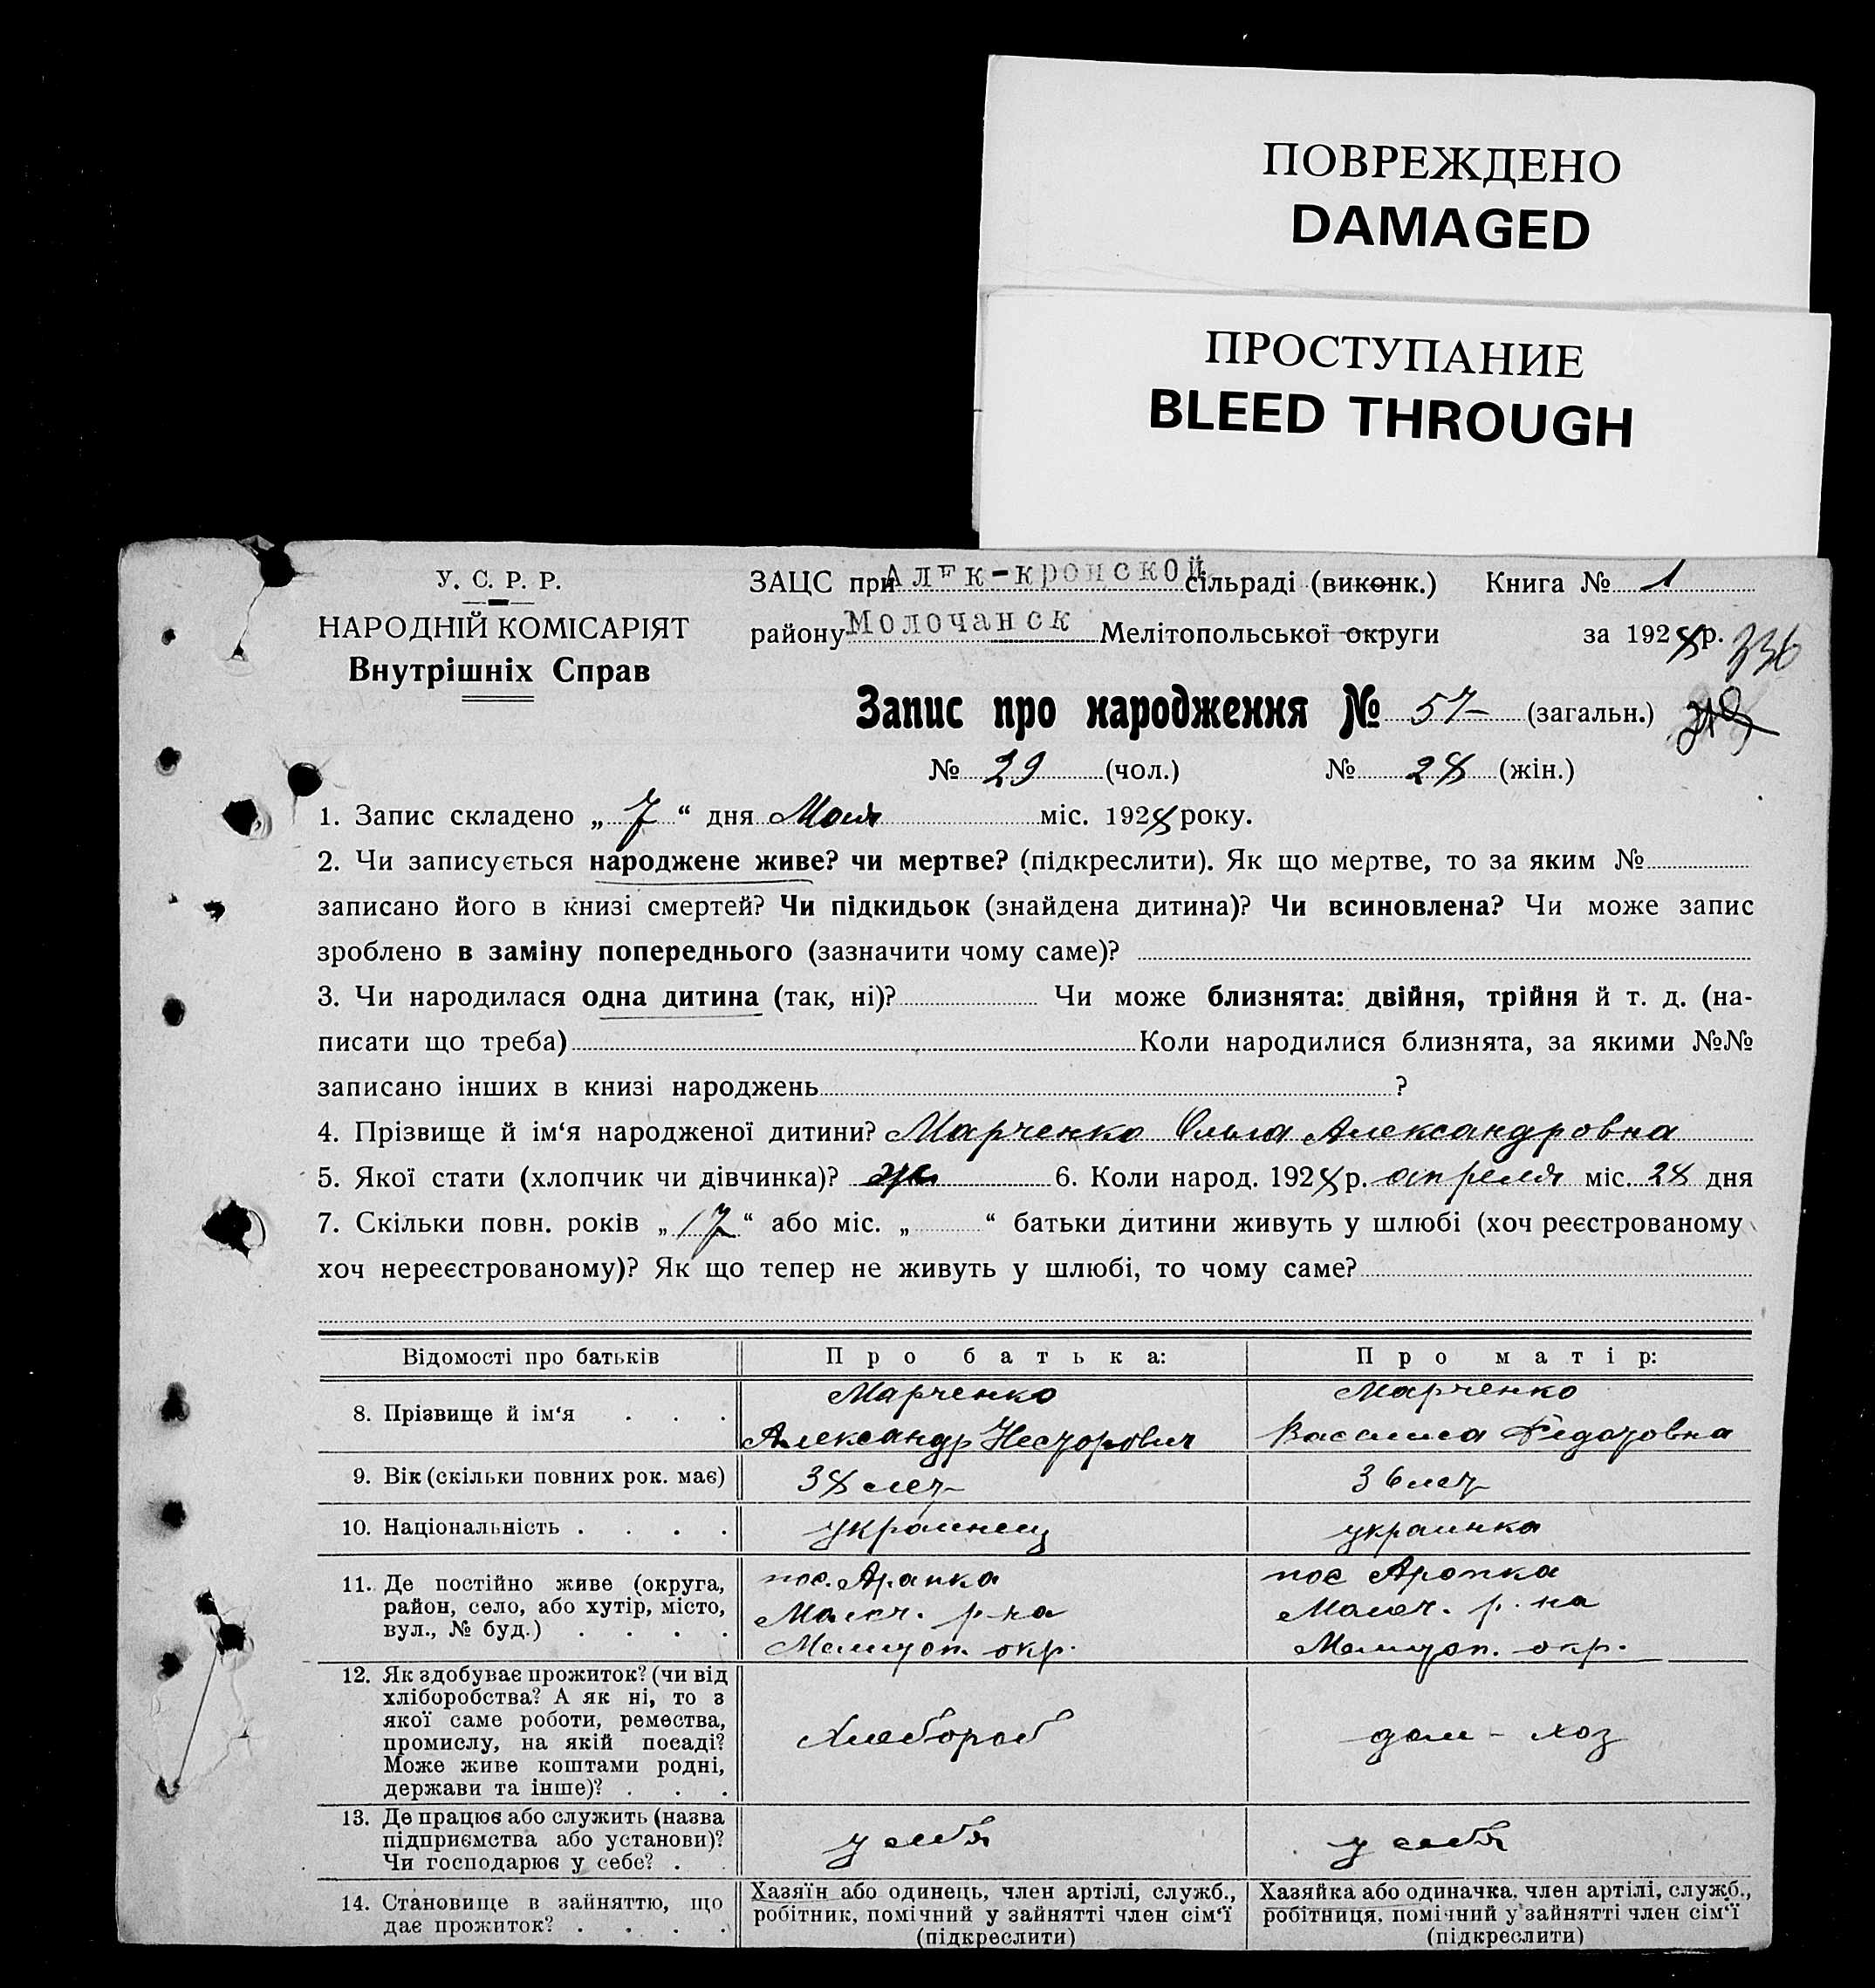 ПОВРЕЖДЕНО
DAMAGED
ПРОСТУПАНИЕ
BLEED THROUGH
У. С. Р. Р.
НАРОДНІЙ КОМІСАРІЯТ
Внутрішніх Справ
ЗАЦС при Алек-кронской сільраді (виконк.) Книга № 1
району Молочанск Мелітопольської округи за 1928 р.
336
Запис про народження № 57 (загальн.)
№ 29 (чол.) № 28 (жін.)
1. Запис складено „ 7 “ дня Мая міс. 1928 року.
2. Чи записується народжене живе? чи мертве? (підкреслити). Як що мертве, то за яким №
записано його в книзі смертей? Чи підкидьок (знайдена дитина)? Чи всиновлена? Чи може запис
зроблено в заміну попереднього (зазначити чому саме)?
3. Чи народилася одна дитина (так, ні)? Чи може близнята: двійня, трійня й т. д. (на-
писати що треба) Коли народилися близнята, за якими №№
записано інших в книзі народжень ?
4. Прізвище й ім‘я народженої дитини? Марченко Ольга Александровна
5. Якої стати (хлопчик чи дівчинка)? 6. Коли народ. 1928 р. апреля міс. 28 дня
7. Скільки повн. років „ 17 “ або міс. „ “ батьки дитини живуть у шлюбі (хоч реєстрованому
хоч нереєстрованому)? Як що тепер не живуть у шлюбі, то чому саме?
Відомості про батьків Про батька: Про матір:
8. Прізвище й ім‘я . . . Марченко Александр Несторович Марченко Василиса Федотовна
9. Вік (скільки повних рок. має) 38 лет 36 лет
10. Національність . . . . украинец украинка
11. Де постійно живе (округа,
район, село, або хутір, місто,
вул., № буд.) . . . .
пос. Апанка
Молоч. р-на
Мелитоп. окр.
пос
Молоч. р-на
Мелитоп. окр.
12. Як здобуває прожиток? (чи від
хліборобства? А як ні, то з
якої саме роботи, ремества,
промислу, на якій посаді?
Може живе коштами родні,
держави та інше)? . . .
Хлебороб дом-хоз
13. Де працює або служить (назва
підприємства або установи)?
Чи господарює у себе? .
у себя у себя
14. Становище в зайняттю, що
дає прожиток? . . . .
Хазяїн або одинець, член артілі, служб.,
робітник, помічний у зайнятті член сім‘ї
(підкреслити)
Хазяйка або одиначка, член артілі, служб.,
робітниця, помічний у зайнятті член сім‘ї
(підкреслити)